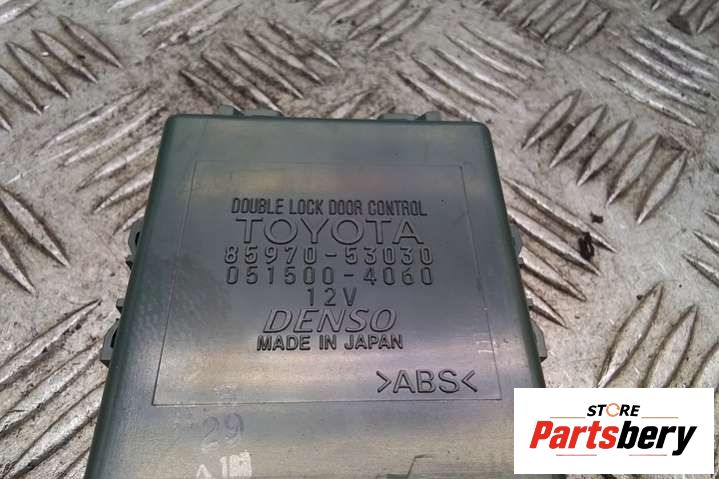 DOUBLE LOCK DOOR CONTROL
TOYOTA
85970-53030
051500-4060
12V
DENSO
MADE IN JAPAN
>ABS<
29
STORE
Partsbery